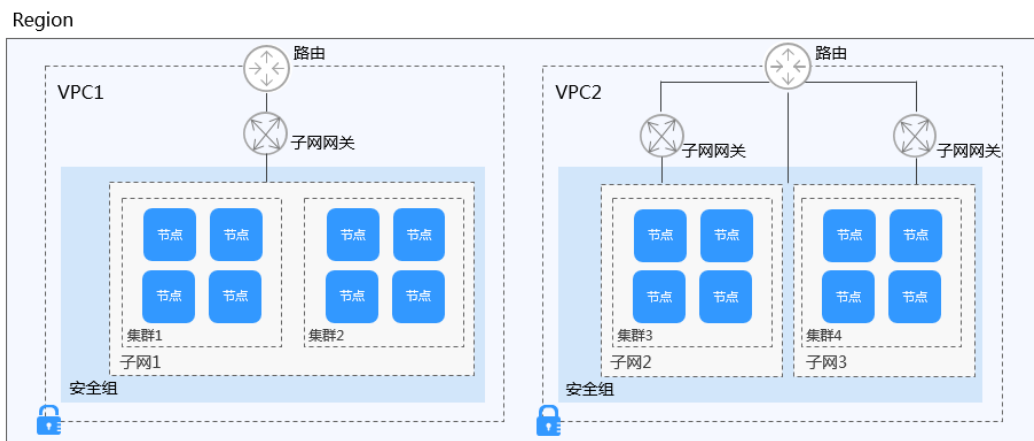 Region
路由
VPC1
子网网关
节点
节点
节点
节点
集群1
节点
节点
节点
节点
集群2
子网1
安全组
路由
VPC2
子网网关
子网网关
节点
节点
节点
节点
集群3
子网2
节点
节点
节点
节点
集群4
子网3
安全组